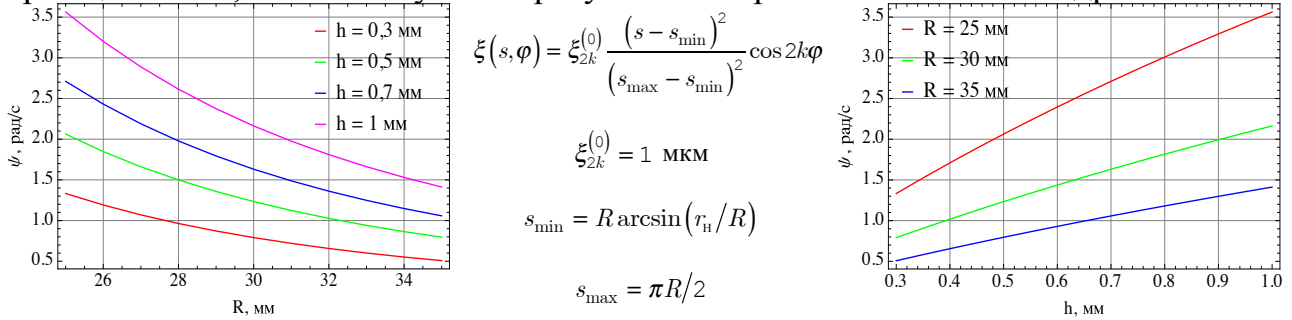 h = 0,3 мм
h = 0,5 мм
h = 0,7 мм
h = 1 мм
3.5
3.0
2.5
2.0
1.5
1.0
0.5
ψ, рад/с
26 28 30 32 34
R, мм
ξ(s,φ) = ξ₂ₖ⁽⁰⁾ (s − s_min)² / (s_max − s_min)² cos 2kφ
ξ₂ₖ⁽⁰⁾ = 1 мкм
s_min = R arcsin(r_н/R)
s_max = πR/2
R = 25 мм
R = 30 мм
R = 35 мм
3.5
3.0
2.5
2.0
1.5
1.0
0.5
ψ, рад/с
0.3 0.4 0.5 0.6 0.7 0.8 0.9 1.0
h, мм